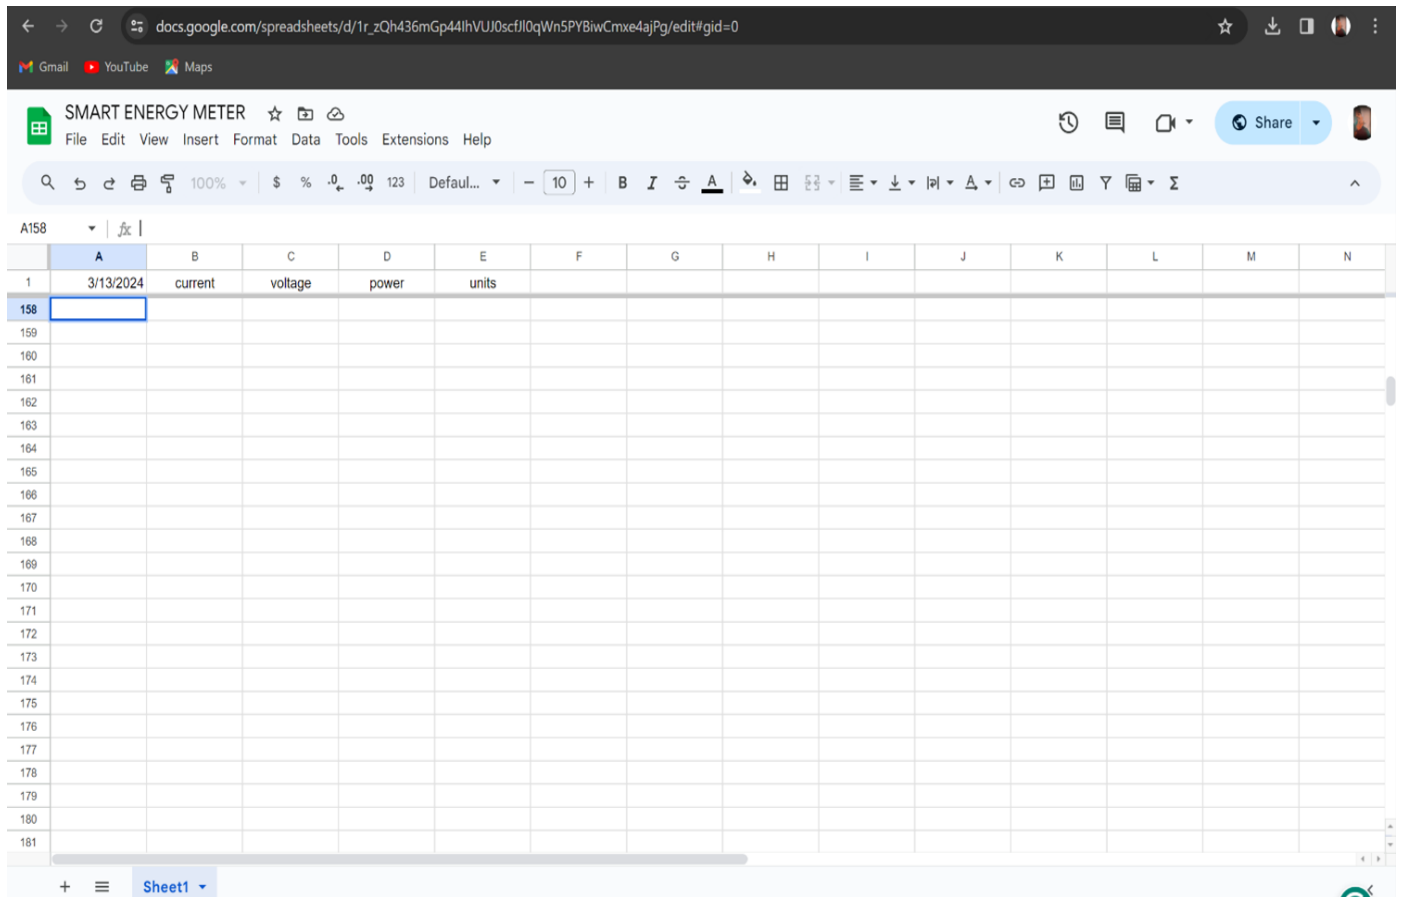 docs.google.com/spreadsheets/d/1r_zQh436mGp44IhVUJ0scfJl0qWn5PYBiwCmxe4ajPg/edit#gid=0
Gmail YouTube Maps
SMART ENERGY METER
File Edit View Insert Format Data Tools Extensions Help
Share
100% $ % .0 .00 123 Defaul... − 10 + B I S A Σ
A158 fx
A B C D E F G H I J K L M N
1 3/13/2024 current voltage power units
158
159
160
161
162
163
164
165
166
167
168
169
170
171
172
173
174
175
176
177
178
179
180
181
+ Sheet1